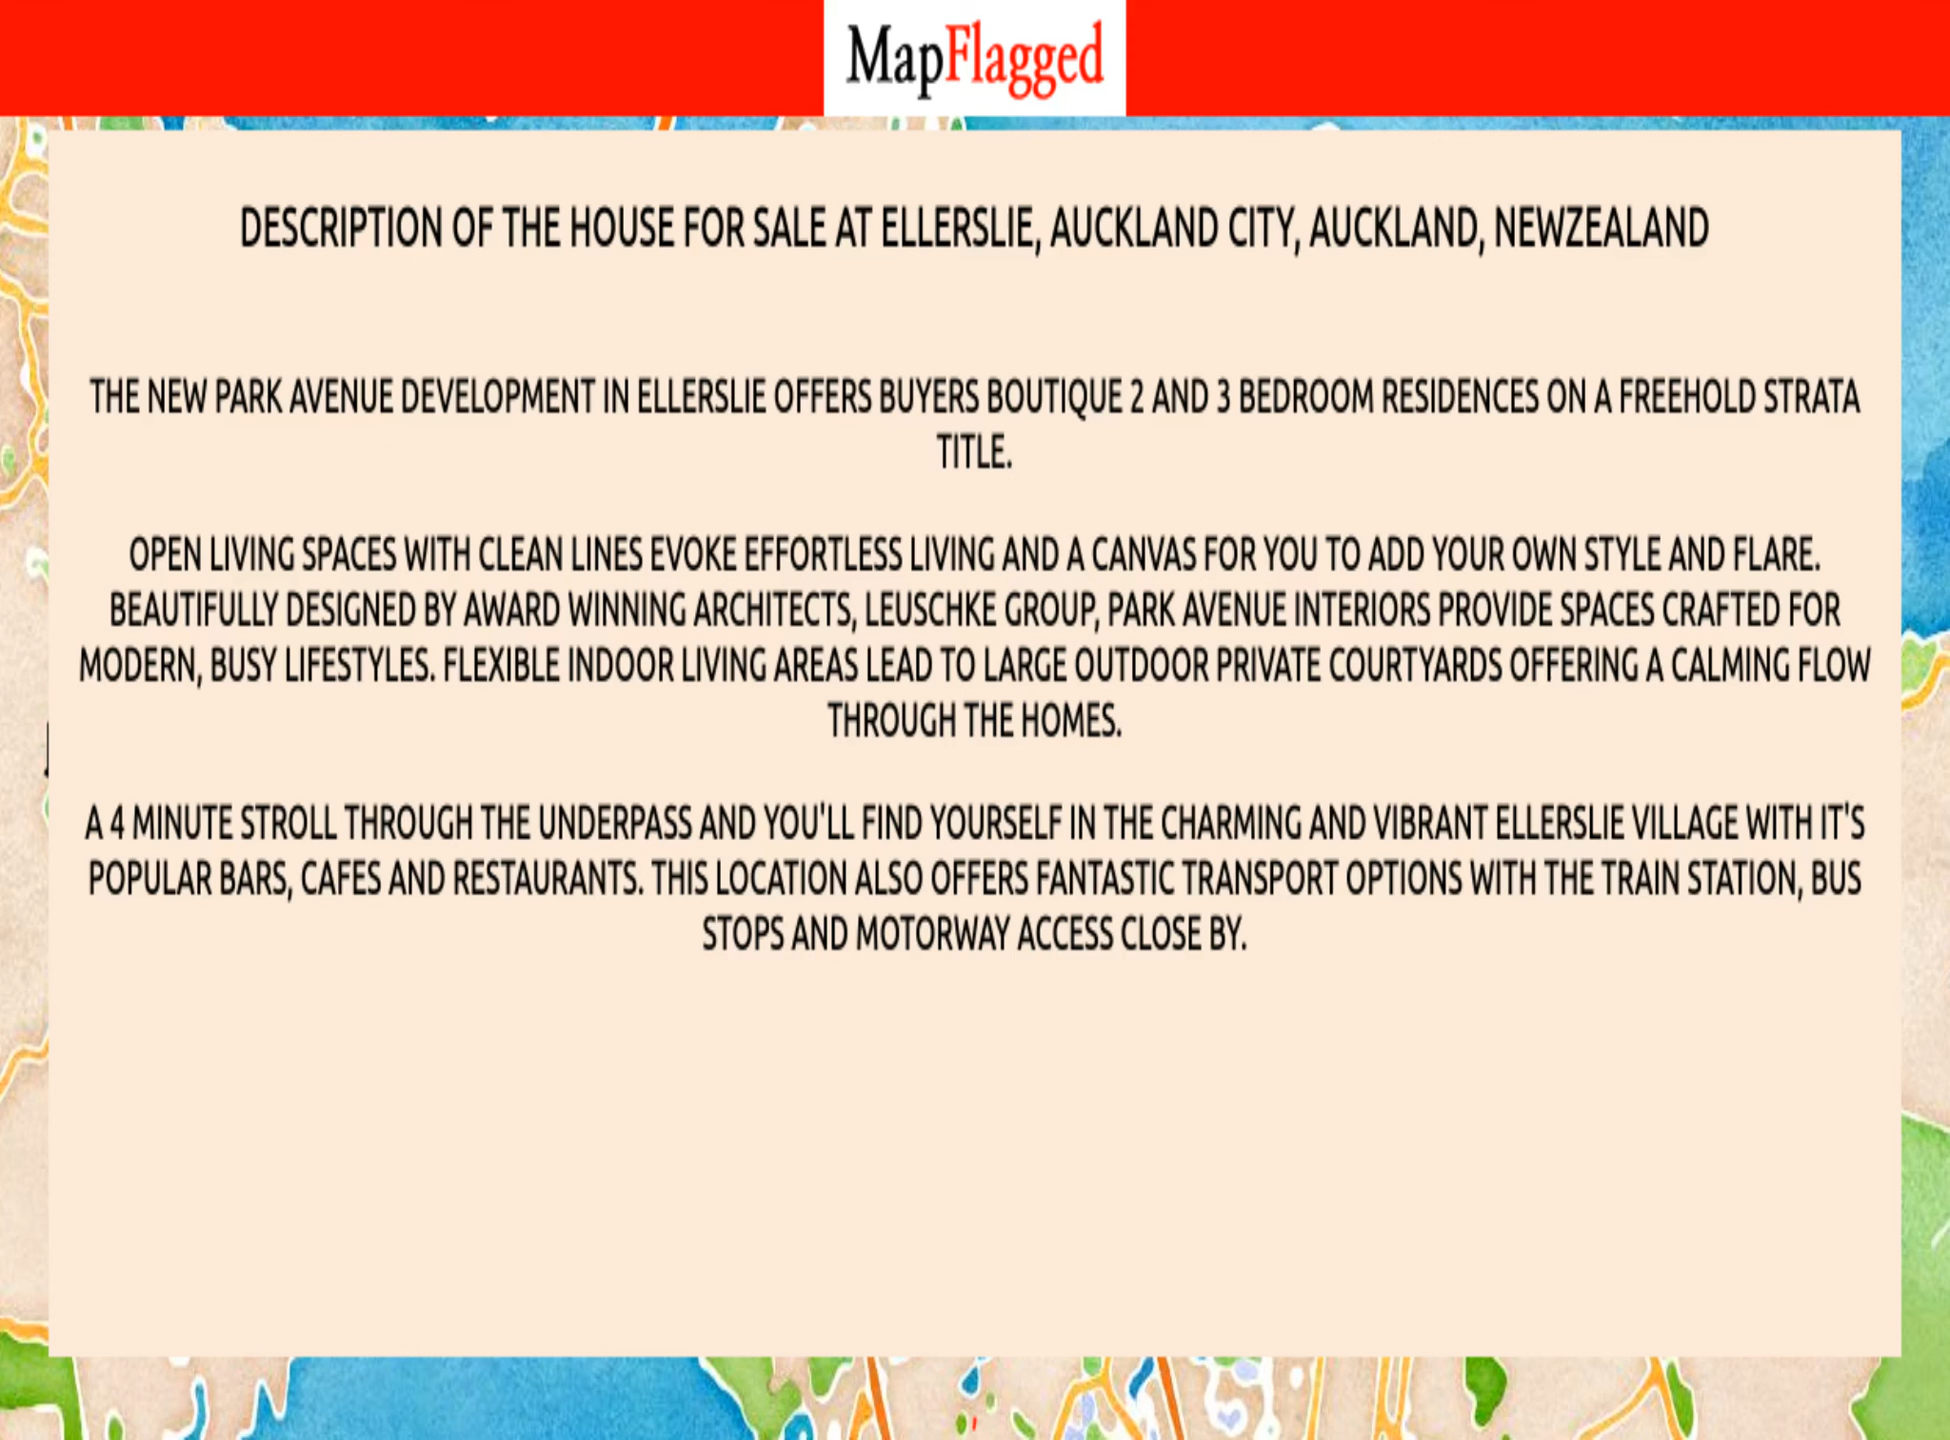 MapFlagged
DESCRIPTION OF THE HOUSE FOR SALE AT ELLERSLIE, AUCKLAND CITY, AUCKLAND, NEWZEALAND
THE NEW PARK AVENUE DEVELOPMENT IN ELLERSLIE OFFERS BUYERS BOUTIQUE 2 AND 3 BEDROOM RESIDENCES ON A FREEHOLD STRATA
TITLE.
OPEN LIVING SPACES WITH CLEAN LINES EVOKE EFFORTLESS LIVING AND A CANVAS FOR YOU TO ADD YOUR OWN STYLE AND FLARE.
BEAUTIFULLY DESIGNED BY AWARD WINNING ARCHITECTS, LEUSCHKE GROUP, PARK AVENUE INTERIORS PROVIDE SPACES CRAFTED FOR
MODERN, BUSY LIFESTYLES. FLEXIBLE INDOOR LIVING AREAS LEAD TO LARGE OUTDOOR PRIVATE COURTYARDS OFFERING A CALMING FLOW
THROUGH THE HOMES.
A 4 MINUTE STROLL THROUGH THE UNDERPASS AND YOU'LL FIND YOURSELF IN THE CHARMING AND VIBRANT ELLERSLIE VILLAGE WITH IT'S
POPULAR BARS, CAFES AND RESTAURANTS. THIS LOCATION ALSO OFFERS FANTASTIC TRANSPORT OPTIONS WITH THE TRAIN STATION, BUS
STOPS AND MOTORWAY ACCESS CLOSE BY.